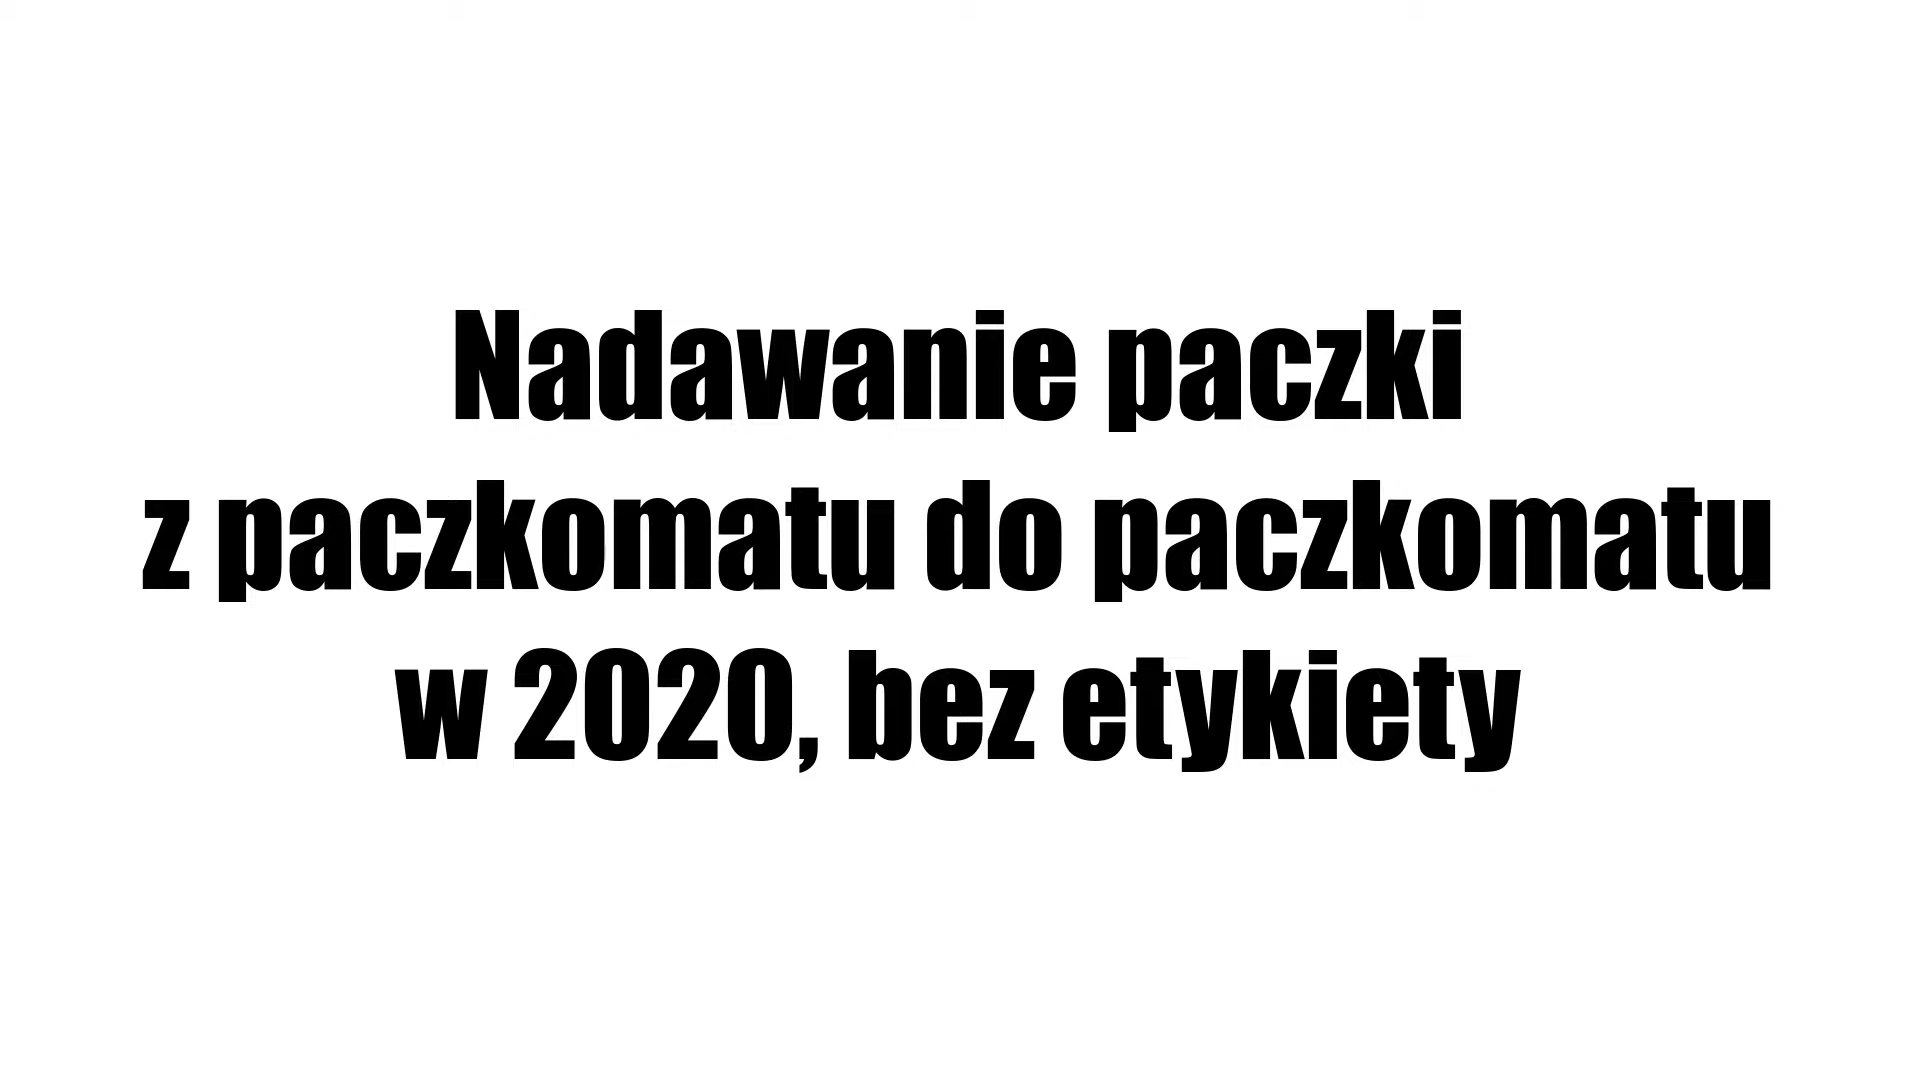 Nadawanie paczki
z paczkomatu do paczkomatu
w 2020, bez etykiety